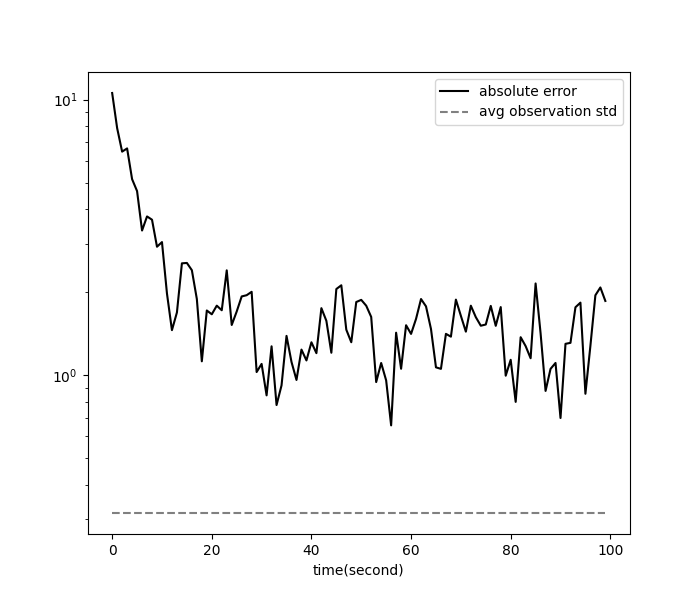 absolute error
avg observation std
10¹
10⁰
0 20 40 60 80 100
time(second)